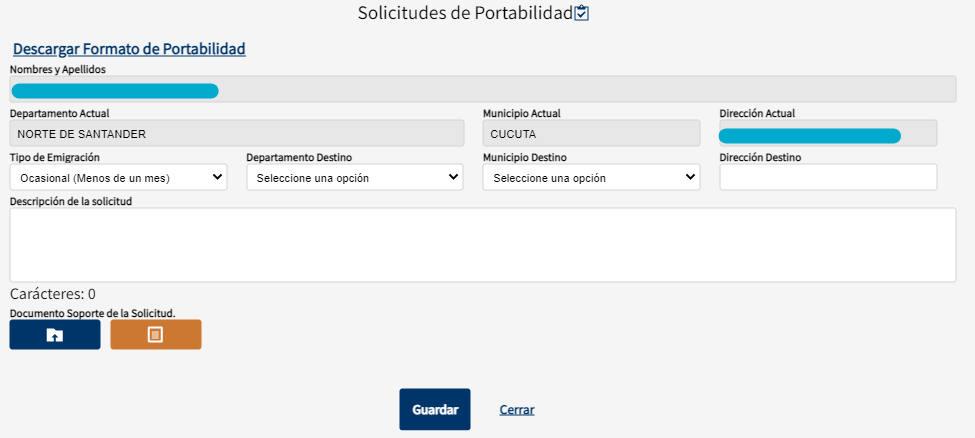 Solicitudes de Portabilidad
Descargar Formato de Portabilidad
Nombres y Apellidos
Departamento Actual Municipio Actual Dirección Actual
NORTE DE SANTANDER CUCUTA
Tipo de Emigración Departamento Destino Municipio Destino Dirección Destino
Ocasional (Menos de un mes) Seleccione una opción Seleccione una opción
Descripción de la solicitud
Carácteres: 0
Documento Soporte de la Solicitud.
Guardar Cerrar